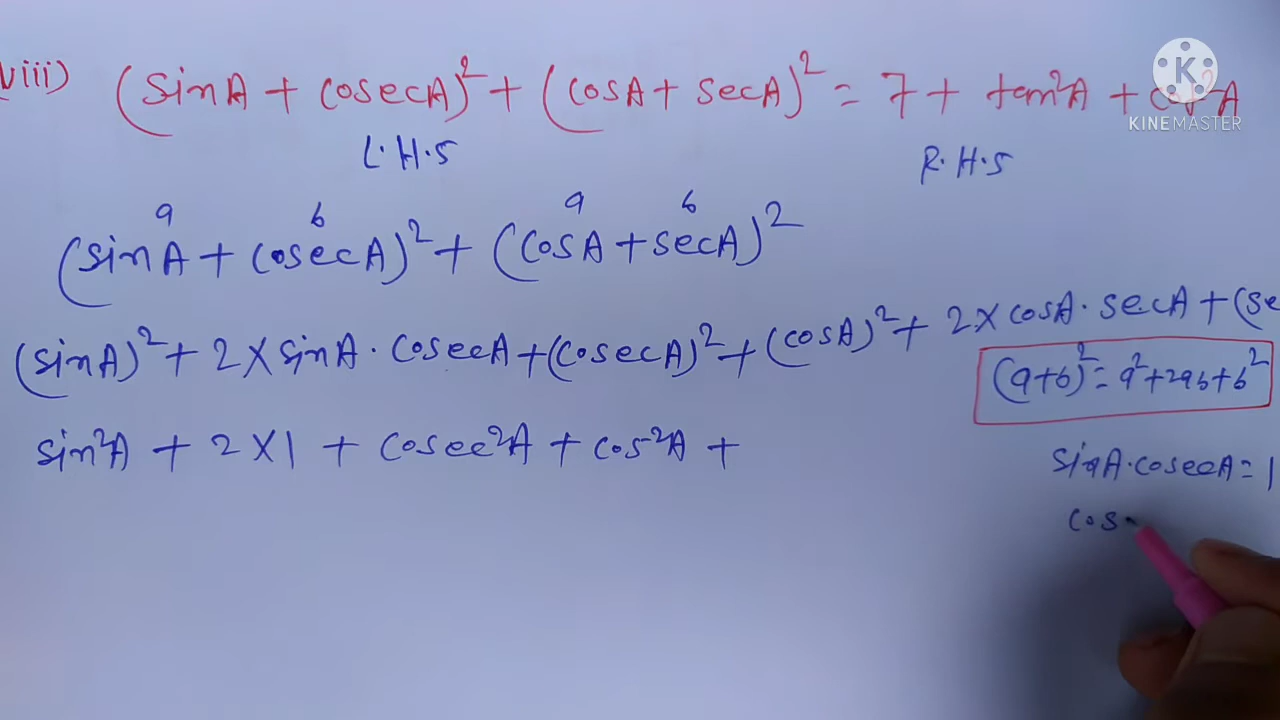 viii) (sinA + cosecA)² + (cosA + secA)² = 7 + tan²A + cot²A
K
KINEMASTER
L.H.S R.H.S
a b a b
(sinA + cosecA)² + (cosA + secA)²
(sinA)² + 2 × sinA · cosecA + (cosecA)² + (cosA)² + 2 × cosA · secA + (se
(a+b)² = a² + 2ab + b²
sin²A + 2 × 1 + cosec²A + cos²A +
sinA · cosecA = 1
cos